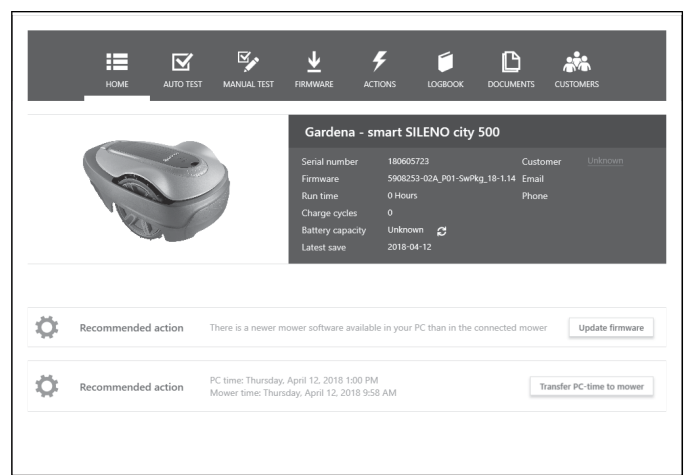 HOME AUTO TEST MANUAL TEST FIRMWARE ACTIONS LOGBOOK DOCUMENTS CUSTOMERS
Gardena - smart SILENO city 500
Serial number 180605723 Customer Unknown
Firmware 5908253-02A_P01-SwPkg_18-1.14 Email
Run time 0 Hours Phone
Charge cycles 0
Battery capacity Unknown
Latest save 2018-04-12
Recommended action There is a newer mower software available in your PC than in the connected mower Update firmware
PC time: Thursday, April 12, 2018 1:00 PM
Recommended action Transfer PC-time to mower
Mower time: Thursday, April 12, 2018 9:58 AM